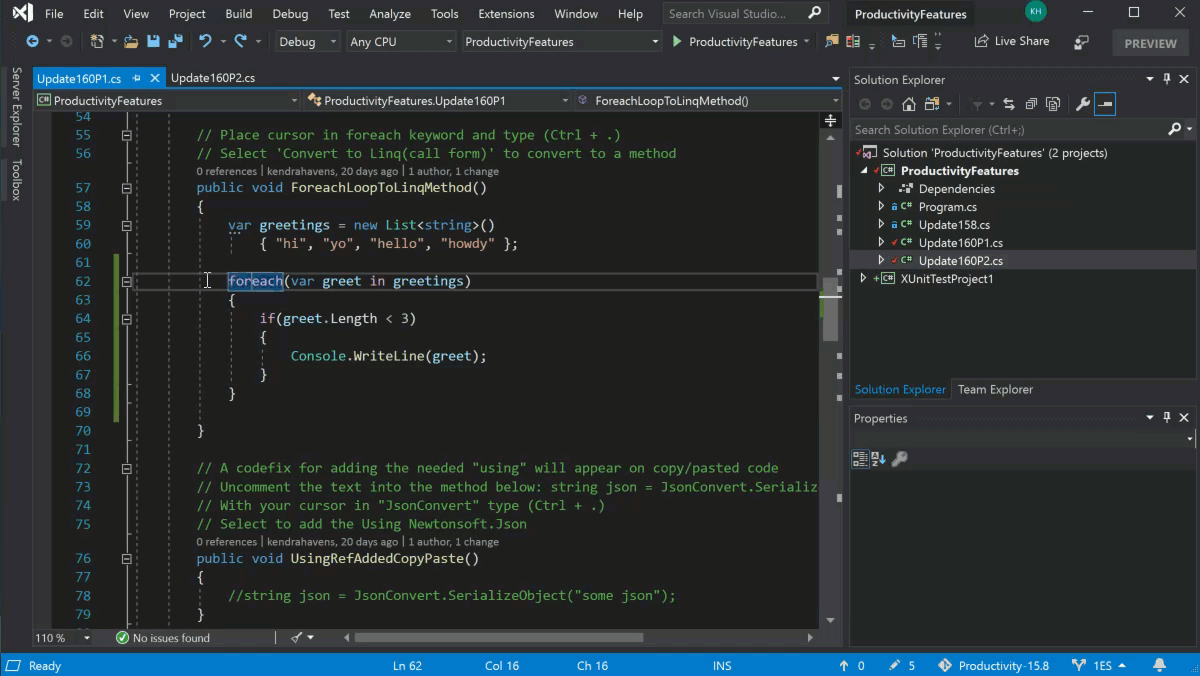 File Edit View Project Build Debug Test Analyze Tools Extensions Window Help Search Visual Studio... ProductivityFeatures KH
Debug Any CPU ProductivityFeatures ProductivityFeatures Live Share PREVIEW
Server Explorer
Toolbox
Update160P1.cs Update160P2.cs
C# ProductivityFeatures ProductivityFeatures.Update160P1 ForeachLoopToLinqMethod()
54
55 // Place cursor in foreach keyword and type (Ctrl + .)
56 // Select 'Convert to Linq(call form)' to convert to a method
0 references | kendrahavens, 20 days ago | 1 author, 1 change
57 public void ForeachLoopToLinqMethod()
58 {
59 var greetings = new List<string>()
60 { "hi", "yo", "hello", "howdy" };
61
62 foreach(var greet in greetings)
63 {
64 if(greet.Length < 3)
65 {
66 Console.WriteLine(greet);
67 }
68 }
69
70 }
71
72 // A codefix for adding the needed "using" will appear on copy/pasted code
73 // Uncomment the text into the method below: string json = JsonConvert.Serializ
74 // With your cursor in "JsonConvert" type (Ctrl + .)
75 // Select to add the Using Newtonsoft.Json
0 references | kendrahavens, 20 days ago | 1 author, 1 change
76 public void UsingRefAddedCopyPaste()
77 {
78 //string json = JsonConvert.SerializeObject("some json");
79 }
110 % No issues found
Solution Explorer
Search Solution Explorer (Ctrl+;)
Solution 'ProductivityFeatures' (2 projects)
C# ProductivityFeatures
Dependencies
C# Program.cs
C# Update158.cs
C# Update160P1.cs
C# Update160P2.cs
C# XUnitTestProject1
Solution Explorer Team Explorer
Properties
Ready Ln 62 Col 16 Ch 16 INS 0 5 Productivity-15.8 1ES